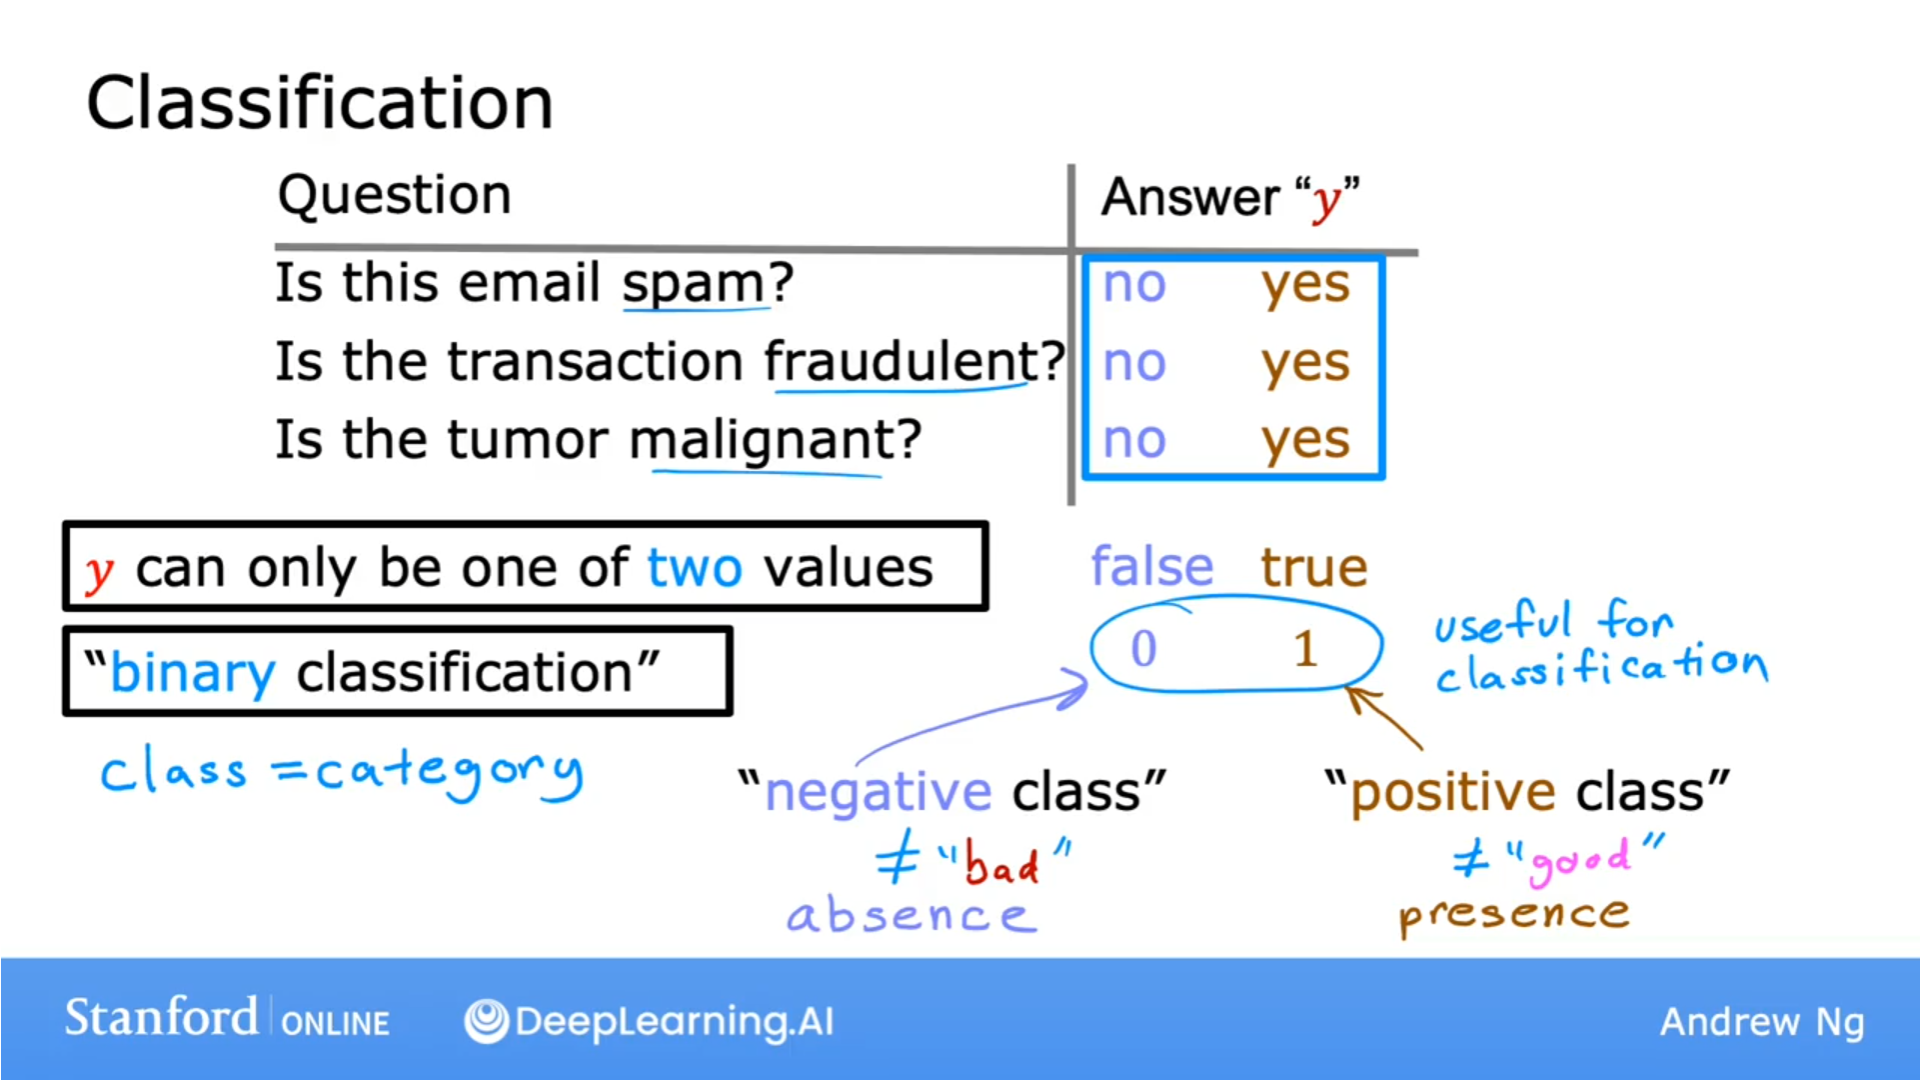 Classification
Question Answer “y”
Is this email spam? no yes
Is the transaction fraudulent? no yes
Is the tumor malignant? no yes
y can only be one of two values false true
0 1 useful for
classification
“binary classification”
class = category
“negative class” “positive class”
≠ “bad” ≠ “good”
absence presence
Stanford ONLINE DeepLearning.AI Andrew Ng